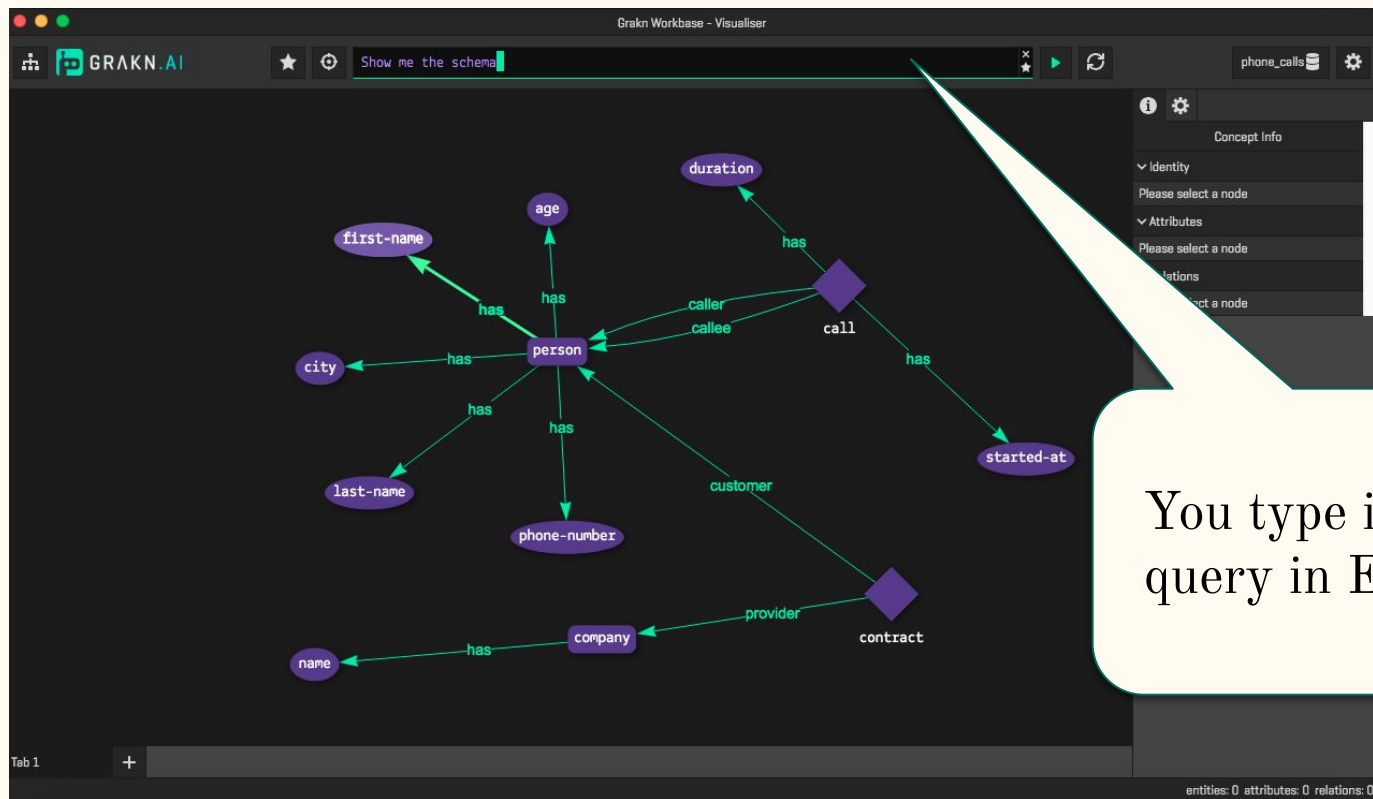 Grakn Workbase - Visualiser
GRAKN.AI
Show me the schema
phone_calls
Concept Info
Identity
Please select a node
Attributes
Please select a node
a node
duration
age
first-name
has
has
has
caller
callee
call
person
has
city
has
has
has
last-name
started-at
customer
phone-number
provider
company
contract
has
name
You type i
query in E
Tab 1
+
entities: 0 attributes: 0 relations: 0